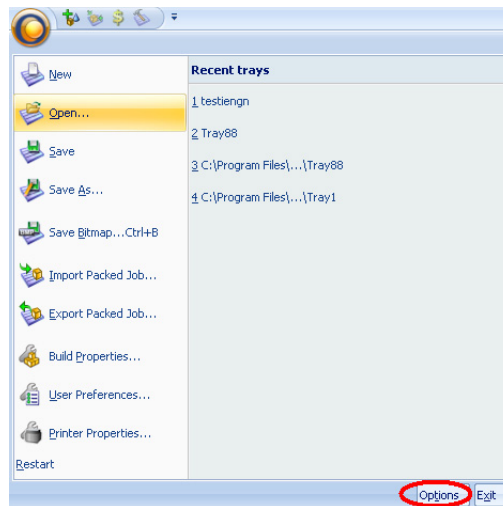 New
Open...
Save
Save As...
Save Bitmap...Ctrl+B
Import Packed Job...
Export Packed Job...
Build Properties...
User Preferences...
Printer Properties...
Restart
Recent trays
1 testiengn
2 Tray88
3 C:\Program Files\...\Tray88
4 C:\Program Files\...\Tray1
Options
Exit